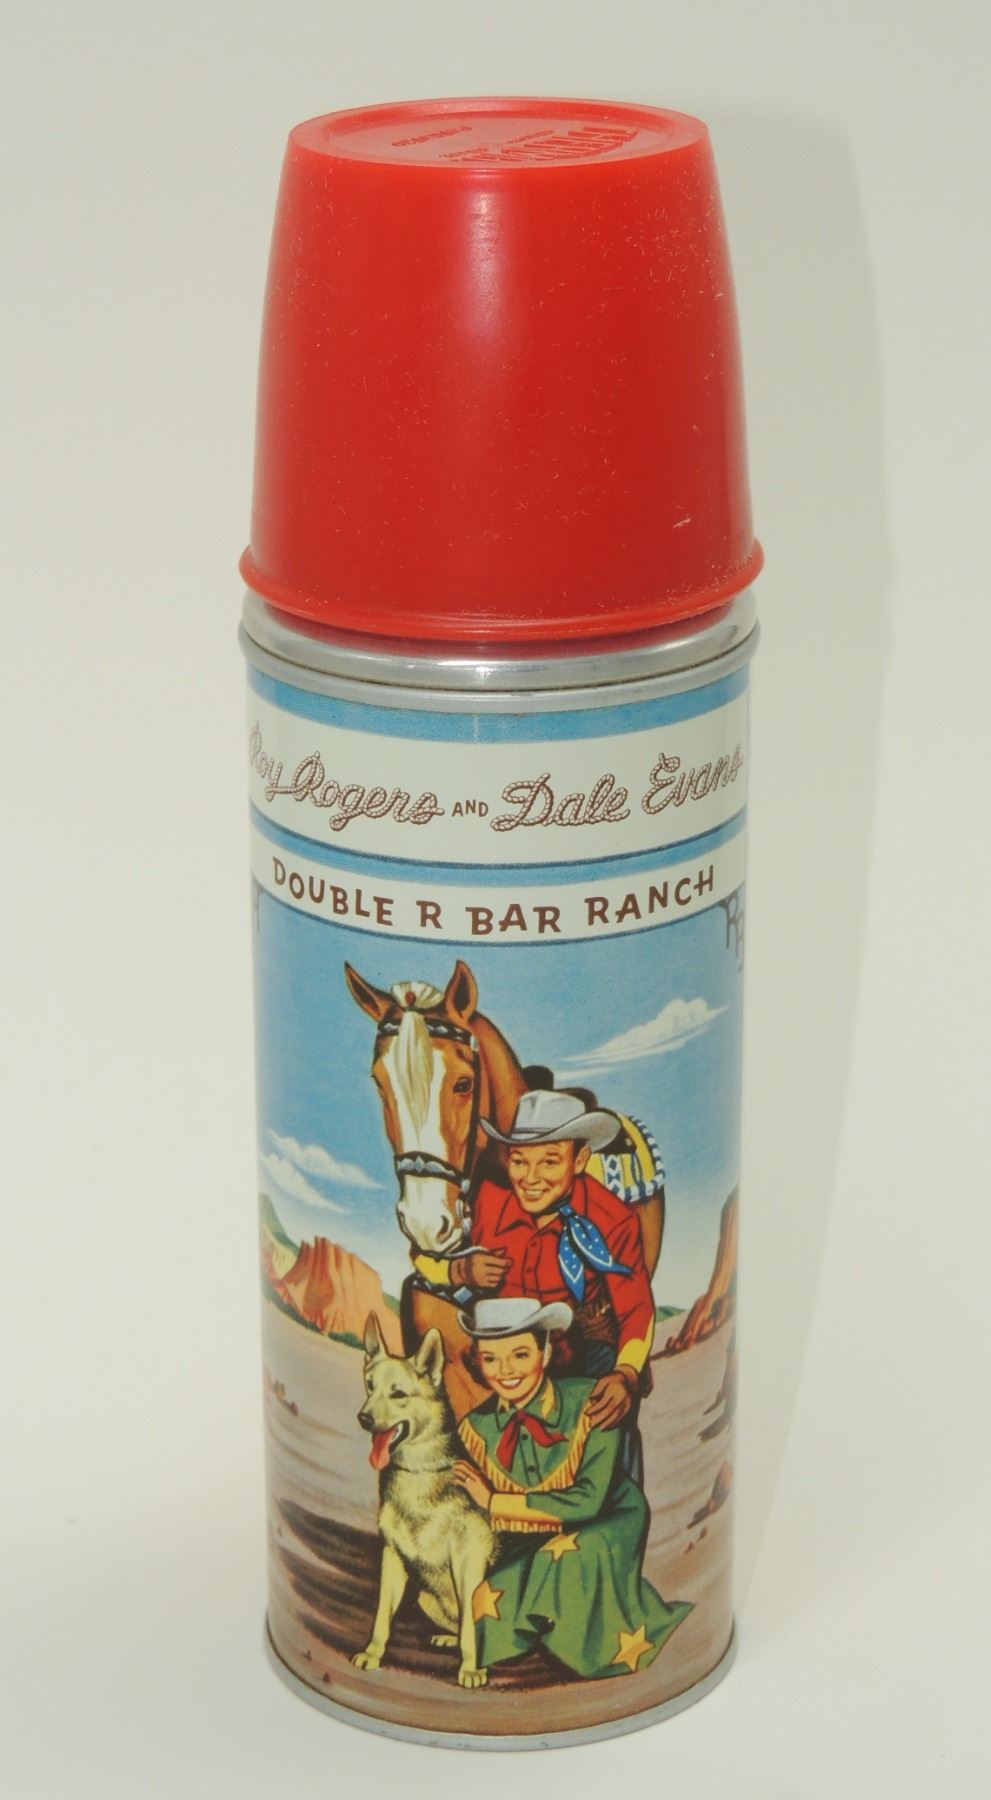 Roy Rogers AND Dale Evans
DOUBLE R BAR RANCH